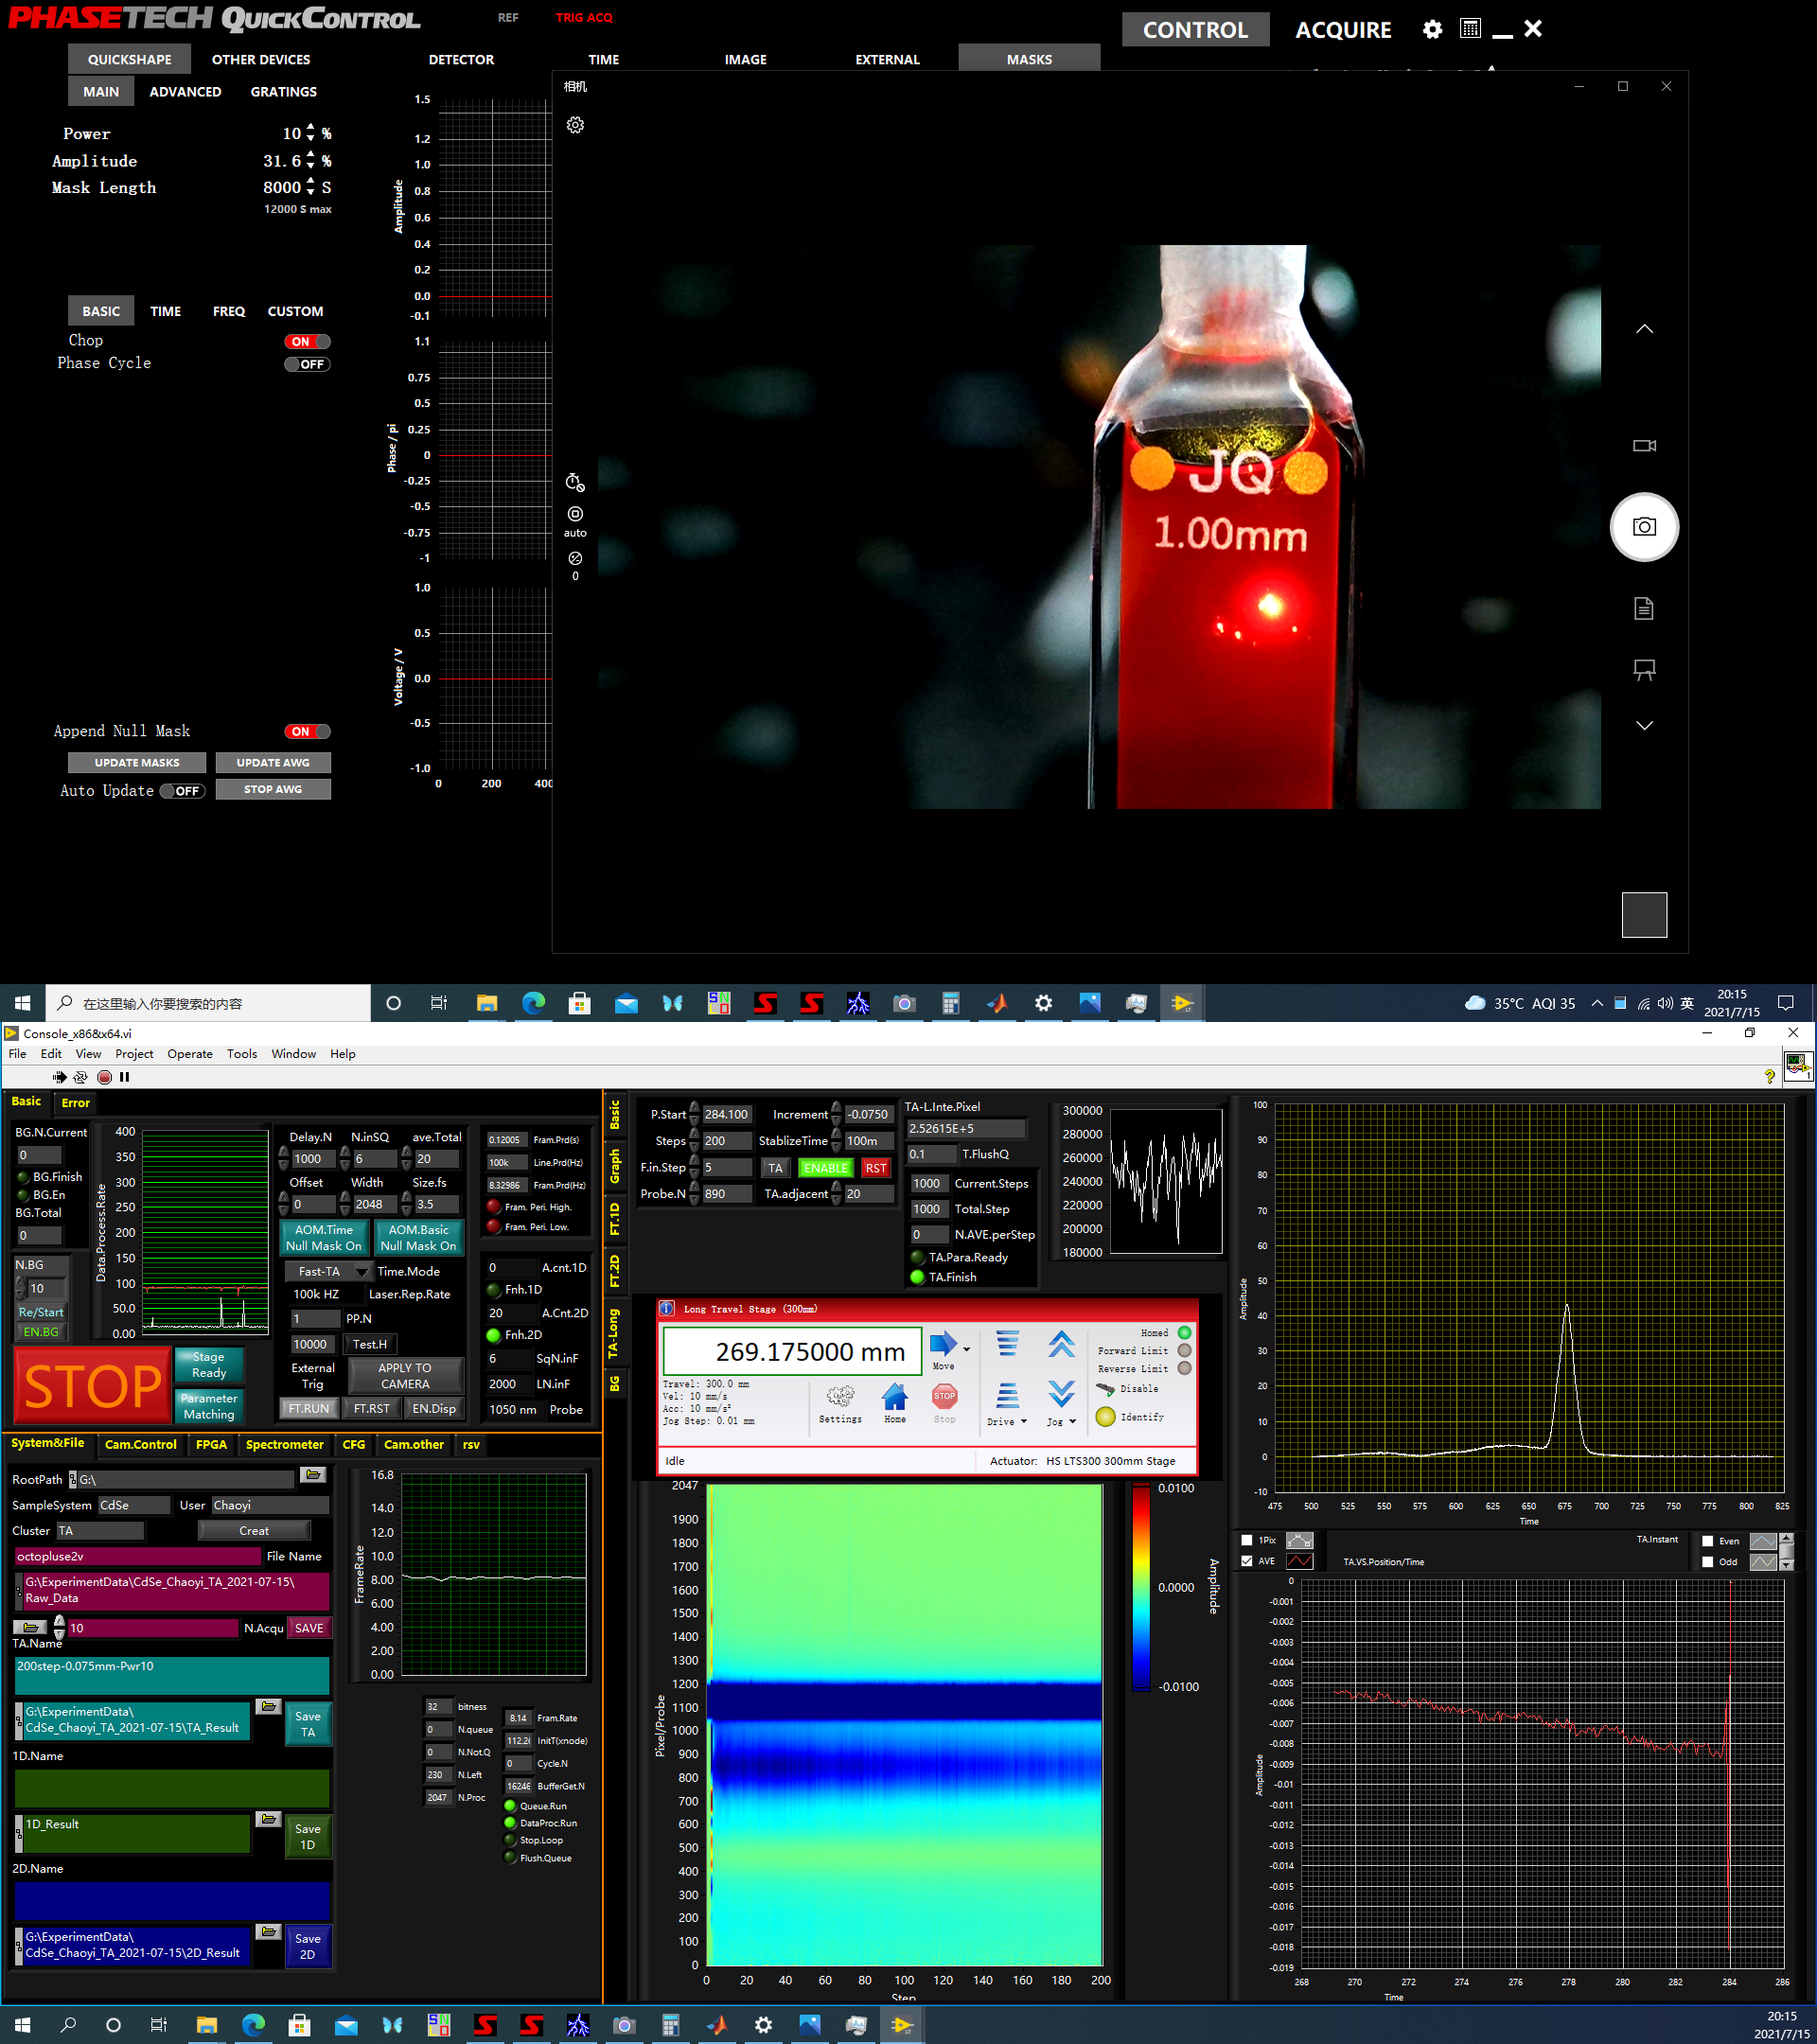 PHASETECH QUICKCONTROL
REF
TRIG ACQ
CONTROL
ACQUIRE
QUICKSHAPE
OTHER DEVICES
DETECTOR
TIME
IMAGE
EXTERNAL
MASKS
MAIN
ADVANCED
GRATINGS
Power 10 %
Amplitude 31.6 %
Mask Length 8000 S
12000 S max
BASIC
TIME
FREQ
CUSTOM
Chop ON
Phase Cycle OFF
Append Null Mask ON
UPDATE MASKS
UPDATE AWG
Auto Update OFF
STOP AWG
1.5
1.2
1.0
0.8
0.6
0.4
0.2
0.0
-0.1
Amplitude
1.1
0.75
0.5
0.25
0
-0.25
-0.5
-0.75
-1
Phase / pi
1.0
0.5
0.0
-0.5
-1.0
Voltage / V
0 200 400
相机
auto
0
JQ
1.00mm
在这里输入你要搜索的内容
35°C AQI 35
英
20:15
2021/7/15
Console_x86&x64.vi
File Edit View Project Operate Tools Window Help
Basic
Error
BG.N.Current
0
BG.Finish
BG.En
BG.Total
0
N.BG
10
Re/Start
EN.BG
STOP
Stage Ready
Parameter Matching
Data.Process.Rate
400
350
300
250
200
150
100
50.0
0.00
Delay.N N.inSQ ave.Total
1000 6 20
Offset Width Size.fs
0 2048 3.5
AOM.Time Null Mask On
AOM.Basic Null Mask On
Fast-TA Time.Mode
100k HZ Laser.Rep.Rate
1 PP.N
10000 Test.H
External Trig
APPLY TO CAMERA
FT.RUN FT.RST EN.Disp
0.12005 Fram.Prd(s)
100k Line.Prd(Hz)
8.32986 Fram.Prd(Hz)
Fram. Peri. High.
Fram. Peri. Low.
0 A.cnt.1D
Fnh.1D
20 A.Cnt.2D
Fnh.2D
6 SqN.inF
2000 LN.inF
1050 nm Probe
System&File Cam.Control FPGA Spectrometer CFG Cam.other rsv
RootPath G:\
SampleSystem CdSe User Chaoyi
Cluster TA Creat
octopluse2v File Name
G:\ExperimentData\CdSe_Chaoyi_TA_2021-07-15\
Raw_Data
10 N.Acqu SAVE
TA.Name
200step-0.075mm-Pwr10
G:\ExperimentData\
CdSe_Chaoyi_TA_2021-07-15\TA_Result
Save TA
1D.Name
1D_Result
Save 1D
2D.Name
G:\ExperimentData\
CdSe_Chaoyi_TA_2021-07-15\2D_Result
Save 2D
FrameRate
16.8
14.0
12.0
10.0
8.00
6.00
4.00
2.00
0.00
32 bitness
0 N.queue
0 N.Not.Q
230 N.Left
2047 N.Proc
8.14 Fram.Rate
InitT(xnode)
0 Cycle.N
BufferGet.N
Queue.Run
DataProc.Run
Stop.Loop
Flush.Queue
Basic
Graph
FT.1D
FT.2D
TA-Long
BG
P.Start 284.100 Increment -0.0750
Steps 200 StablizeTime 100m
F.in.Step 5 TA ENABLE RST
Probe.N 890 TA.adjacent 20
TA-L.Inte.Pixel
2.52615E+5
0.1 T.FlushQ
1000 Current.Steps
1000 Total.Step
0 N.AVE.perStep
TA.Para.Ready
TA.Finish
300000
280000
260000
240000
220000
200000
180000
Long Travel Stage (300mm)
269.175000 mm
Move
Travel: 300.0 mm
Vel: 10 mm/s
Acc: 10 mm/s²
Jog Step: 0.01 mm
Settings Home Stop Drive Jog
Homed
Forward Limit
Reverse Limit
Disable
Identify
Idle
Actuator: HS LTS300 300mm Stage
2047
1900
1800
1700
1600
1500
1400
1300
1200
1100
1000
900
800
700
600
500
400
300
200
100
0
Pixel/Probe
0 20 40 60 80 100 120 140 160 180 200
Step
0.0100
0.0000
-0.0100
Amplitude
100
90
80
70
60
50
40
30
20
10
0
-10
Amplitude
475 500 525 550 575 600 625 650 675 700 725 750 775 800 825
Time
1Pix
AVE
TA.VS.Position/Time
TA.Instant
Even
Odd
0
-0.001
-0.002
-0.003
-0.004
-0.005
-0.006
-0.007
-0.008
-0.009
-0.01
-0.011
-0.012
-0.013
-0.014
-0.015
-0.016
-0.017
-0.018
-0.019
Amplitude
268 270 272 274 276 278 280 282 284 286
Time
20:15
2021/7/15